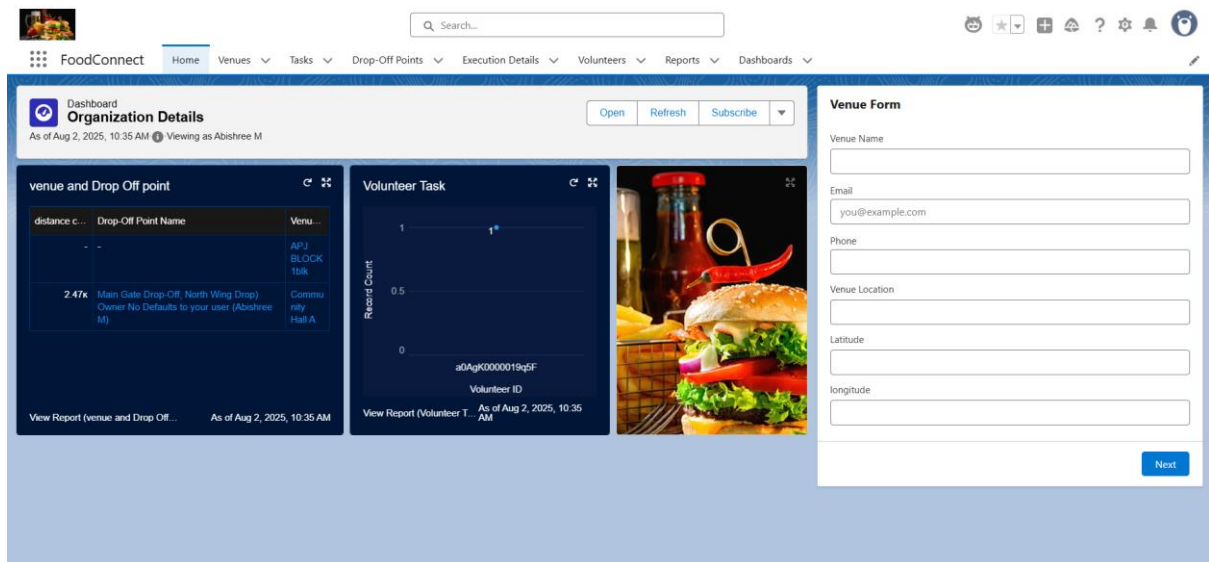 Search...
FoodConnect
Home
Venues
Tasks
Drop-Off Points
Execution Details
Volunteers
Reports
Dashboards
Dashboard
Organization Details
As of Aug 2, 2025, 10:35 AM Viewing as Abishree M
Open
Refresh
Subscribe
venue and Drop Off point
distance c... Drop-Off Point Name Venu...
- - APJ
BLOCK
1blk
2.47K Main Gate Drop-Off, North Wing Drop) Commu
Owner No Defaults to your user (Abishree nity
M) Hall A
View Report (venue and Drop Off... As of Aug 2, 2025, 10:35 AM
Volunteer Task
Record Count
1
1
0.5
0
a0AgK0000019q5F
Volunteer ID
View Report (Volunteer T... As of Aug 2, 2025, 10:35
AM
Venue Form
Venue Name
Email
you@example.com
Phone
Venue Location
Latitude
longitude
Next